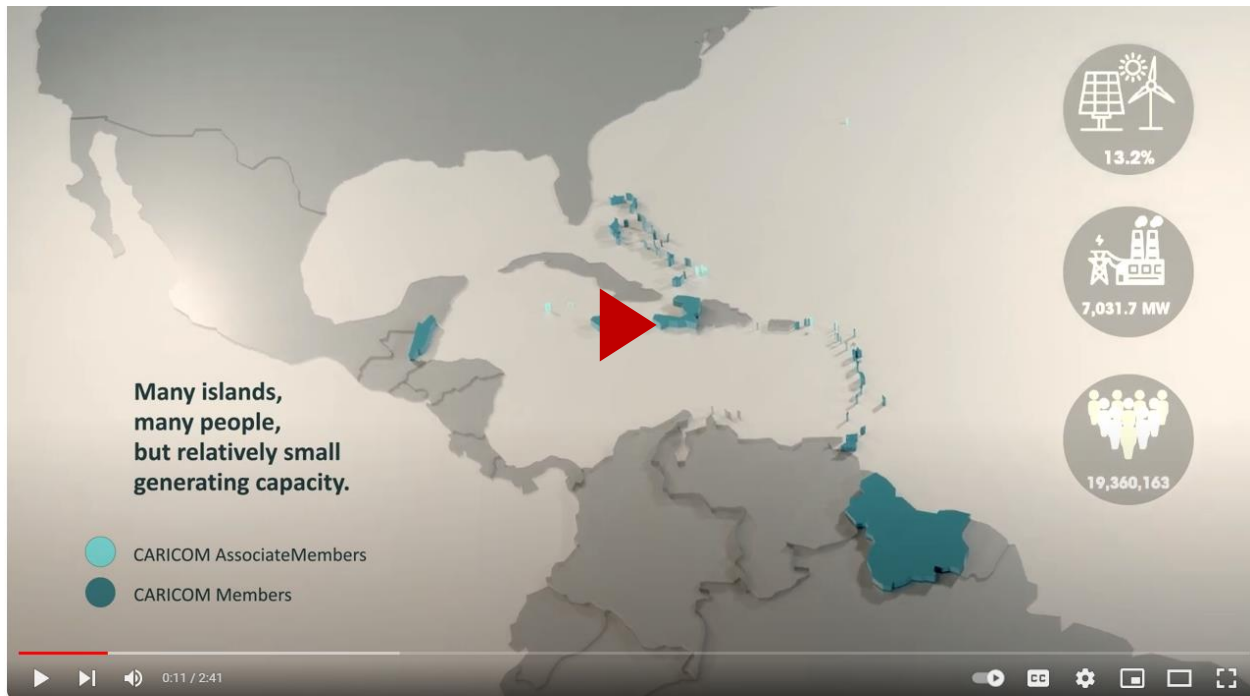 13.2%
7,031.7 MW
19,360,163
Many islands,
many people,
but relatively small
generating capacity.
CARICOM AssociateMembers
CARICOM Members
0:11 / 2:41
CC